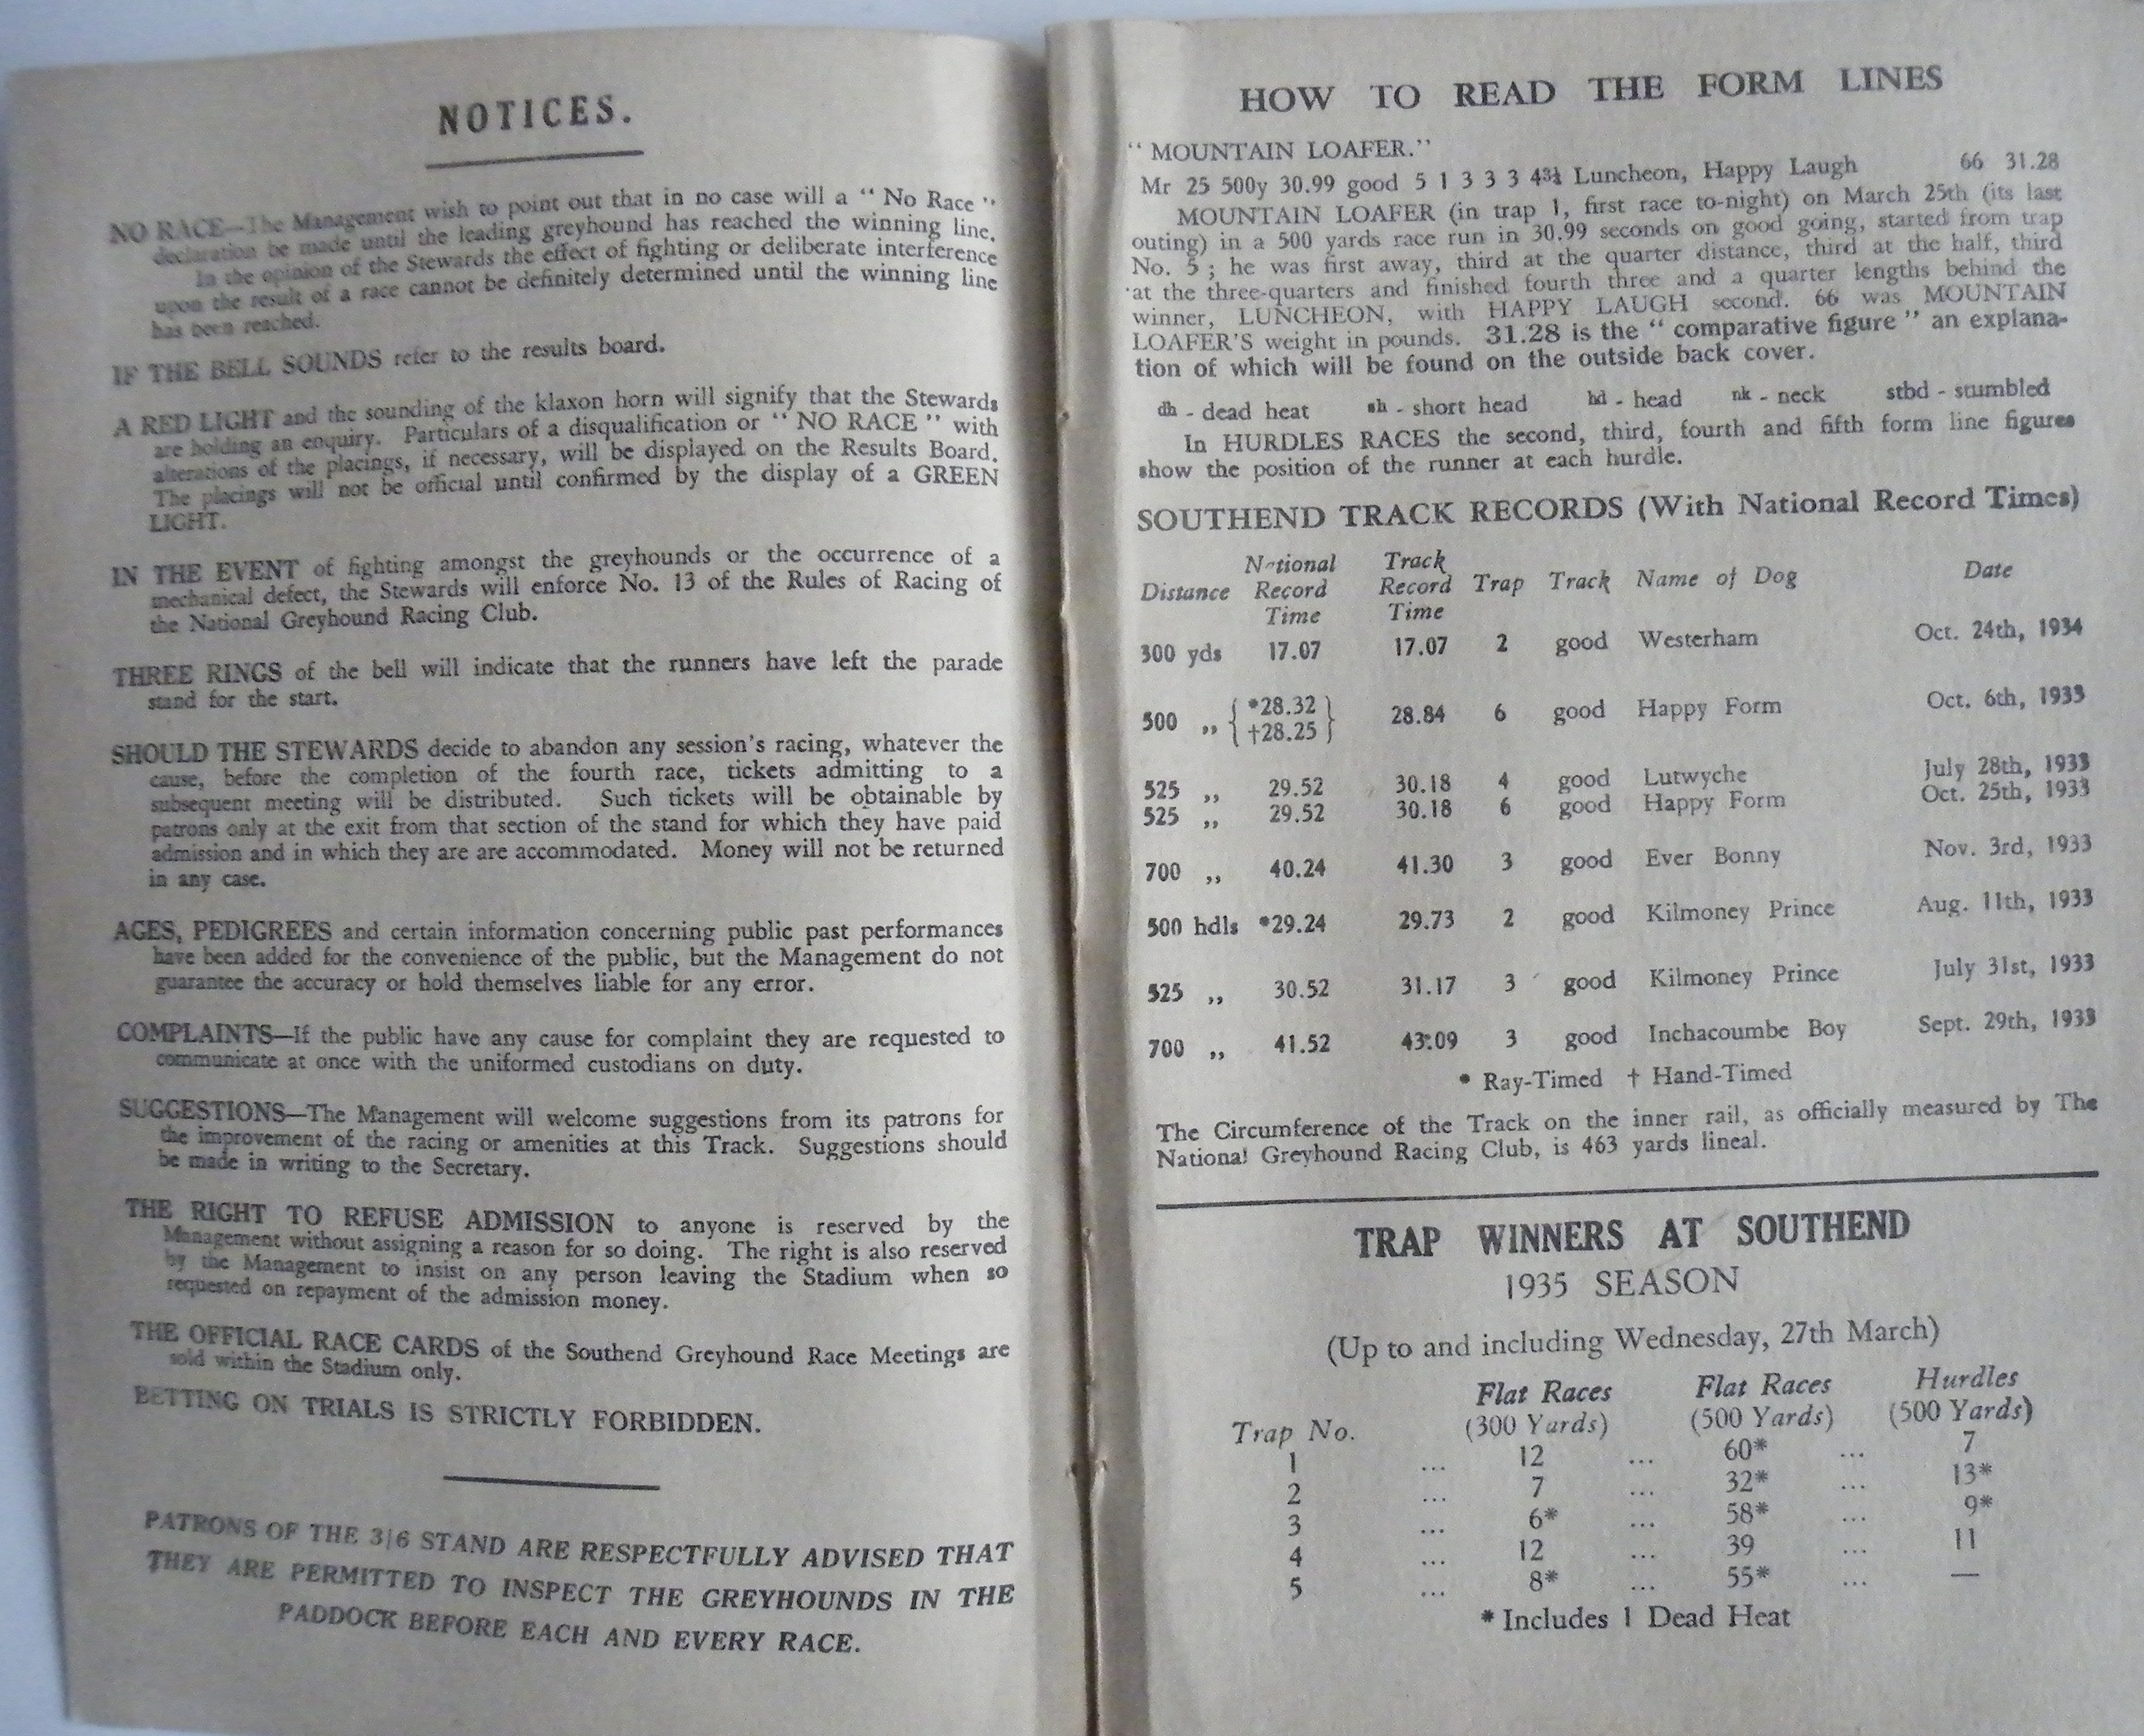 NOTICES.
NO RACE—The Management wish to point out that in no case will a “ No Race ”
declaration be made until the leading greyhound has reached the winning line.
In the opinion of the Stewards the effect of fighting or deliberate interference
upon the result of a race cannot be definitely determined until the winning line
has been reached.
IF THE BELL SOUNDS refer to the results board.
A RED LIGHT and the sounding of the klaxon horn will signify that the Stewards
are holding an enquiry. Particulars of a disqualification or “ NO RACE ” with
alterations of the placings, if necessary, will be displayed on the Results Board.
The placings will not be official until confirmed by the display of a GREEN
LIGHT.
IN THE EVENT of fighting amongst the greyhounds or the occurrence of a
mechanical defect, the Stewards will enforce No. 13 of the Rules of Racing of
the National Greyhound Racing Club.
THREE RINGS of the bell will indicate that the runners have left the parade
stand for the start.
SHOULD THE STEWARDS decide to abandon any session's racing, whatever the
cause, before the completion of the fourth race, tickets admitting to a
subsequent meeting will be distributed. Such tickets will be obtainable by
patrons only at the exit from that section of the stand for which they have paid
admission and in which they are are accommodated. Money will not be returned
in any case.
AGES, PEDIGREES and certain information concerning public past performances
have been added for the convenience of the public, but the Management do not
guarantee the accuracy or hold themselves liable for any error.
COMPLAINTS—If the public have any cause for complaint they are requested to
communicate at once with the uniformed custodians on duty.
SUGGESTIONS—The Management will welcome suggestions from its patrons for
the improvement of the racing or amenities at this Track. Suggestions should
be made in writing to the Secretary.
THE RIGHT TO REFUSE ADMISSION to anyone is reserved by the
Management without assigning a reason for so doing. The right is also reserved
by the Management to insist on any person leaving the Stadium when so
requested on repayment of the admission money.
THE OFFICIAL RACE CARDS of the Southend Greyhound Race Meetings are
sold within the Stadium only.
BETTING ON TRIALS IS STRICTLY FORBIDDEN.
PATRONS OF THE 3/6 STAND ARE RESPECTFULLY ADVISED THAT
THEY ARE PERMITTED TO INSPECT THE GREYHOUNDS IN THE
PADDOCK BEFORE EACH AND EVERY RACE.
HOW TO READ THE FORM LINES
“ MOUNTAIN LOAFER.”
Mr 25 500y 30.99 good 5 1 3 3 3 4 3¼ Luncheon, Happy Laugh 66 31.28
MOUNTAIN LOAFER (in trap 1, first race to-night) on March 25th (its last
outing) in a 500 yards race run in 30.99 seconds on good going, started from trap
No. 5 ; he was first away, third at the quarter distance, third at the half, third
at the three-quarters and finished fourth three and a quarter lengths behind the
winner, LUNCHEON, with HAPPY LAUGH second. 66 was MOUNTAIN
LOAFER'S weight in pounds. 31.28 is the “ comparative figure ” an explana-
tion of which will be found on the outside back cover.
dh - dead heat sh - short head hd - head nk - neck stbd - stumbled
In HURDLES RACES the second, third, fourth and fifth form line figures
show the position of the runner at each hurdle.
SOUTHEND TRACK RECORDS (With National Record Times)
Distance National Record Time Track Record Time Trap Track Name of Dog Date
300 yds 17.07 17.07 2 good Westerham Oct. 24th, 1934
500 ,, { *28.32 †28.25 } 28.84 6 good Happy Form Oct. 6th, 1933
525 ,, 29.52 30.18 4 good Lutwyche July 28th, 1933
525 ,, 29.52 30.18 6 good Happy Form Oct. 25th, 1933
700 ,, 40.24 41.30 3 good Ever Bonny Nov. 3rd, 1933
500 hdls *29.24 29.73 2 good Kilmoney Prince Aug. 11th, 1933
525 ,, 30.52 31.17 3 good Kilmoney Prince July 31st, 1933
700 ,, 41.52 43.09 3 good Inchacoumbe Boy Sept. 29th, 1933
* Ray-Timed † Hand-Timed
The Circumference of the Track on the inner rail, as officially measured by The
National Greyhound Racing Club, is 463 yards lineal.
TRAP WINNERS AT SOUTHEND
1935 SEASON
(Up to and including Wednesday, 27th March)
Trap No. Flat Races (300 Yards) Flat Races (500 Yards) Hurdles (500 Yards)
1 ... 12 ... 60* ... 7
2 ... 7 ... 32* ... 13*
3 ... 6* ... 58* ... 9*
4 ... 12 ... 39 ... 11
5 ... 8* ... 55* ... —
* Includes 1 Dead Heat